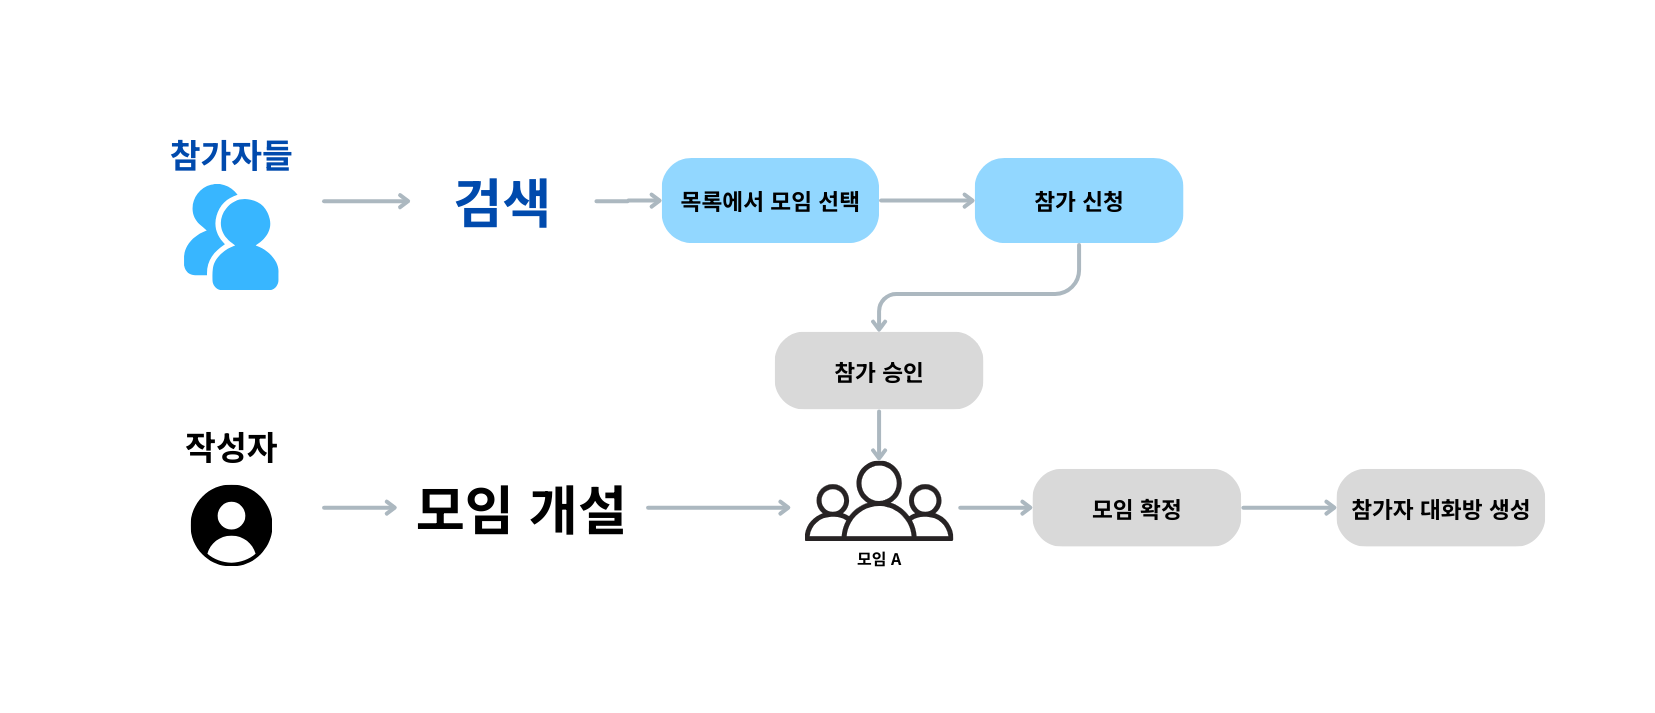 참가자들
검색
목록에서 모임 선택
참가 신청
참가 승인
작성자
모임 개설
모임 A
모임 확정
참가자 대화방 생성